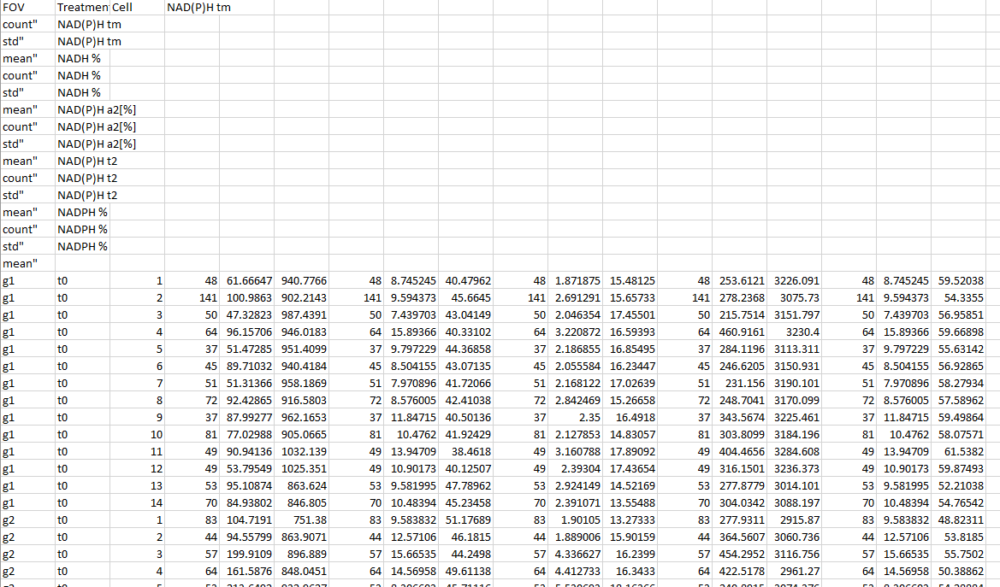 FOV Treatmen Cell NAD(P)H tm
count" NAD(P)H tm
std" NAD(P)H tm
mean" NADH %
count" NADH %
std" NADH %
mean" NAD(P)H a2[%]
count" NAD(P)H a2[%]
std" NAD(P)H a2[%]
mean" NAD(P)H t2
count" NAD(P)H t2
std" NAD(P)H t2
mean" NADPH %
count" NADPH %
std" NADPH %
mean"
g1 t0 1 48 61.66647 940.7766 48 8.745245 40.47962 48 1.871875 15.48125 48 253.6121 3226.091 48 8.745245 59.52038
g1 t0 2 141 100.9863 902.2143 141 9.594373 45.6645 141 2.691291 15.65733 141 278.2368 3075.73 141 9.594373 54.3355
g1 t0 3 50 47.32823 987.4391 50 7.439703 43.04149 50 2.046354 17.45501 50 215.7514 3151.797 50 7.439703 56.95851
g1 t0 4 64 96.15706 946.0183 64 15.89366 40.33102 64 3.220872 16.59393 64 460.9161 3230.4 64 15.89366 59.66898
g1 t0 5 37 51.47285 951.4099 37 9.797229 44.36858 37 2.186855 16.85495 37 284.1196 3113.311 37 9.797229 55.63142
g1 t0 6 45 89.71032 940.4184 45 8.504155 43.07135 45 2.055584 16.23447 45 246.6205 3150.931 45 8.504155 56.92865
g1 t0 7 51 51.31366 958.1869 51 7.970896 41.72066 51 2.168122 17.02639 51 231.156 3190.101 51 7.970896 58.27934
g1 t0 8 72 92.42865 916.5803 72 8.576005 42.41038 72 2.842469 15.26658 72 248.7041 3170.099 72 8.576005 57.58962
g1 t0 9 37 87.99277 962.1653 37 11.84715 40.50136 37 2.35 16.4918 37 343.5674 3225.461 37 11.84715 59.49864
g1 t0 10 81 77.02988 905.0665 81 10.4762 41.92429 81 2.127853 14.83057 81 303.8099 3184.196 81 10.4762 58.07571
g1 t0 11 49 90.94136 1032.139 49 13.94709 38.4618 49 3.160788 17.89092 49 404.4656 3284.608 49 13.94709 61.5382
g1 t0 12 49 53.79549 1025.351 49 10.90173 40.12507 49 2.39304 17.43654 49 316.1501 3236.373 49 10.90173 59.87493
g1 t0 13 53 95.10874 863.624 53 9.581995 47.78962 53 2.924149 14.52169 53 277.8779 3014.101 53 9.581995 52.21038
g1 t0 14 70 84.93802 846.805 70 10.48394 45.23458 70 2.391071 13.55488 70 304.0342 3088.197 70 10.48394 54.76542
g2 t0 1 83 104.7191 751.38 83 9.583832 51.17689 83 1.90105 13.27333 83 277.9311 2915.87 83 9.583832 48.82311
g2 t0 2 44 94.55799 863.9071 44 12.57106 46.1815 44 1.889006 15.90159 44 364.5607 3060.736 44 12.57106 53.8185
g2 t0 3 57 199.9109 896.889 57 15.66535 44.2498 57 4.336627 16.2399 57 454.2952 3116.756 57 15.66535 55.7502
g2 t0 4 64 161.5876 848.0451 64 14.56958 49.61138 64 4.412733 16.3433 64 422.5178 2961.27 64 14.56958 50.38862